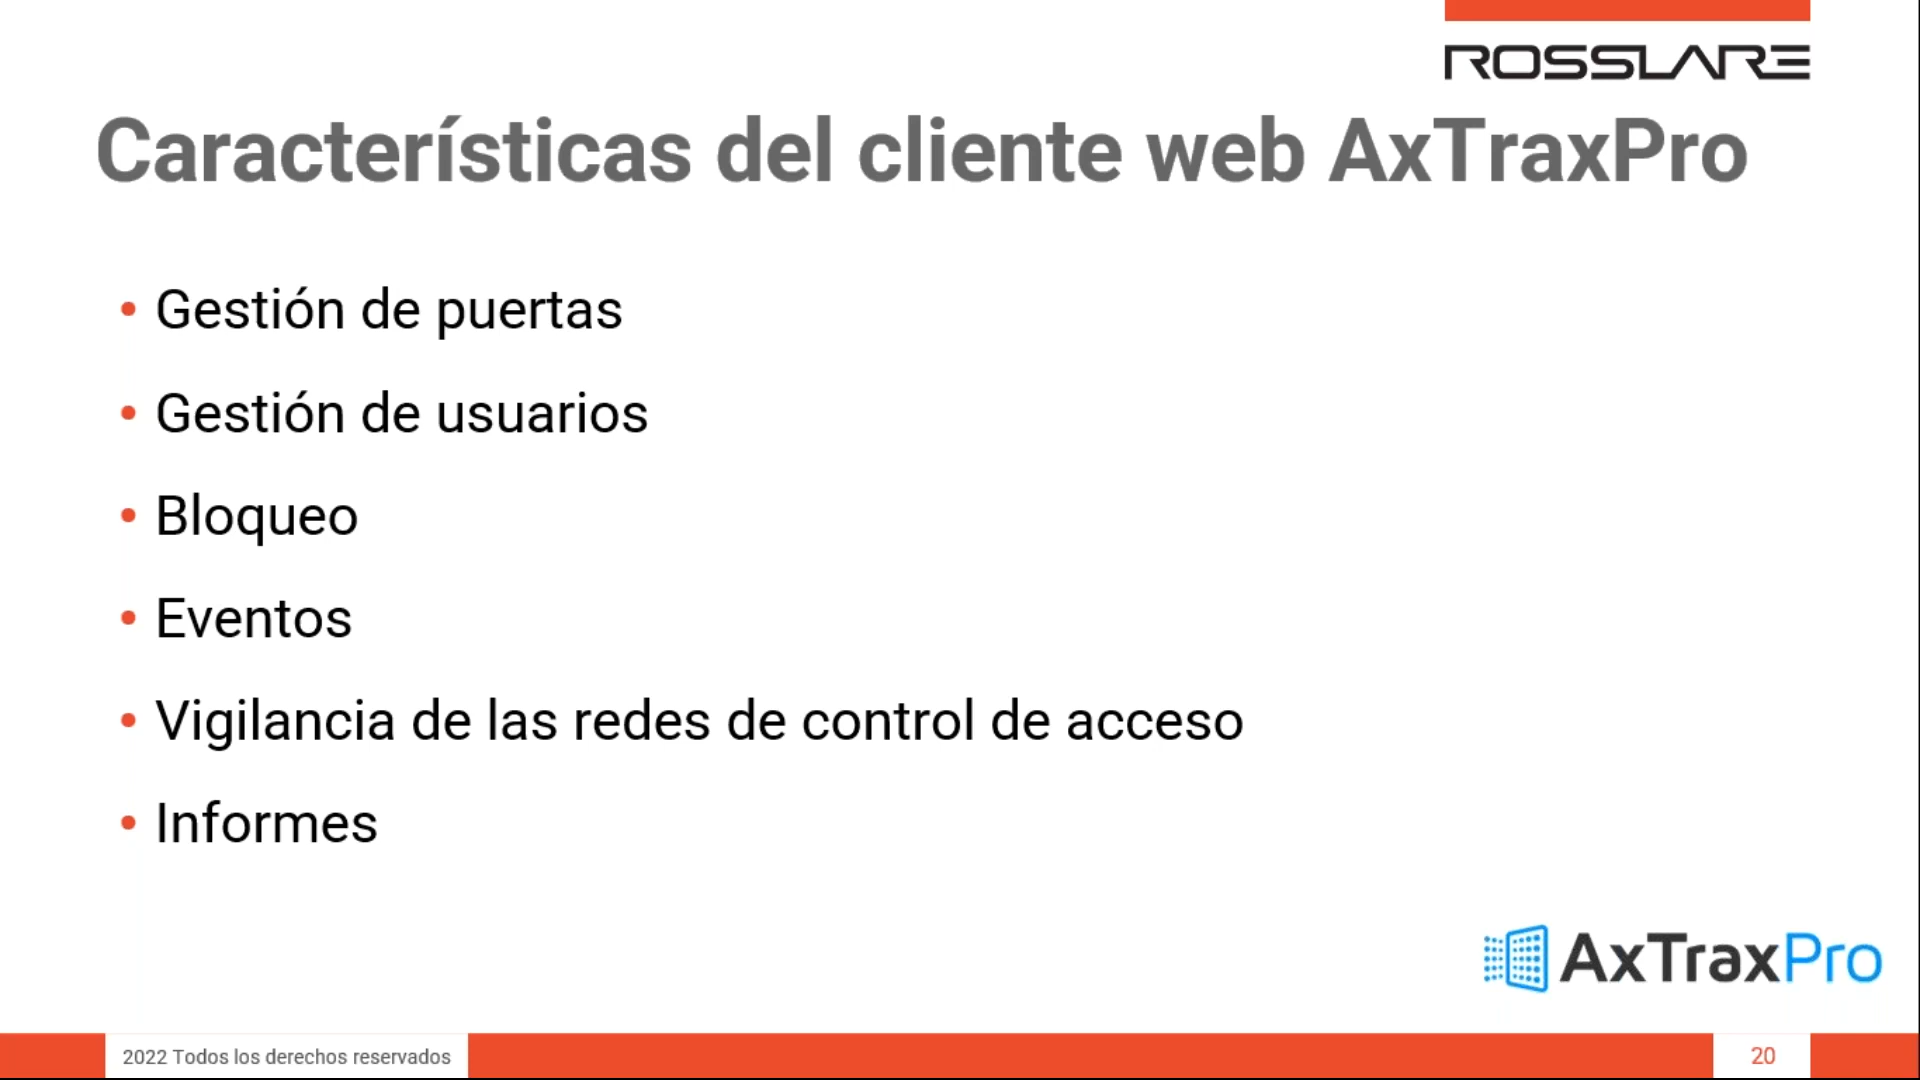 ROSSLARE
Características del cliente web AxTraxPro
• Gestión de puertas
• Gestión de usuarios
• Bloqueo
• Eventos
• Vigilancia de las redes de control de acceso
• Informes
AxTraxPro
2022 Todos los derechos reservados
20